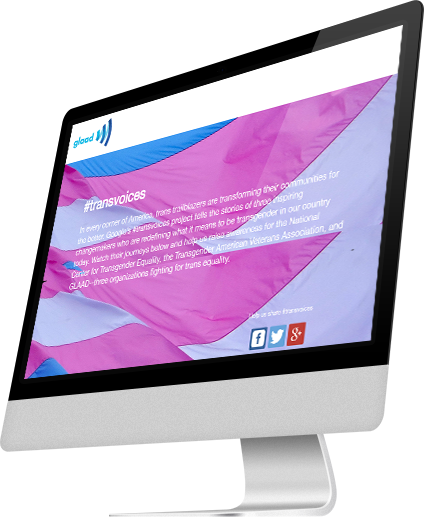 glaad
#transvoices
In every corner of America, trans trailblazers are transforming their communities for
the better. Google's #transvoices project tells the stories of three inspiring
changemakers who are redefining what it means to be transgender in our country
today. Watch their journeys below and help us raise awareness for the National
Center for Transgender Equality, the Transgender American Veterans Association, and
GLAAD - three organizations fighting for trans equality.
Help us share #transvoices
f
g+